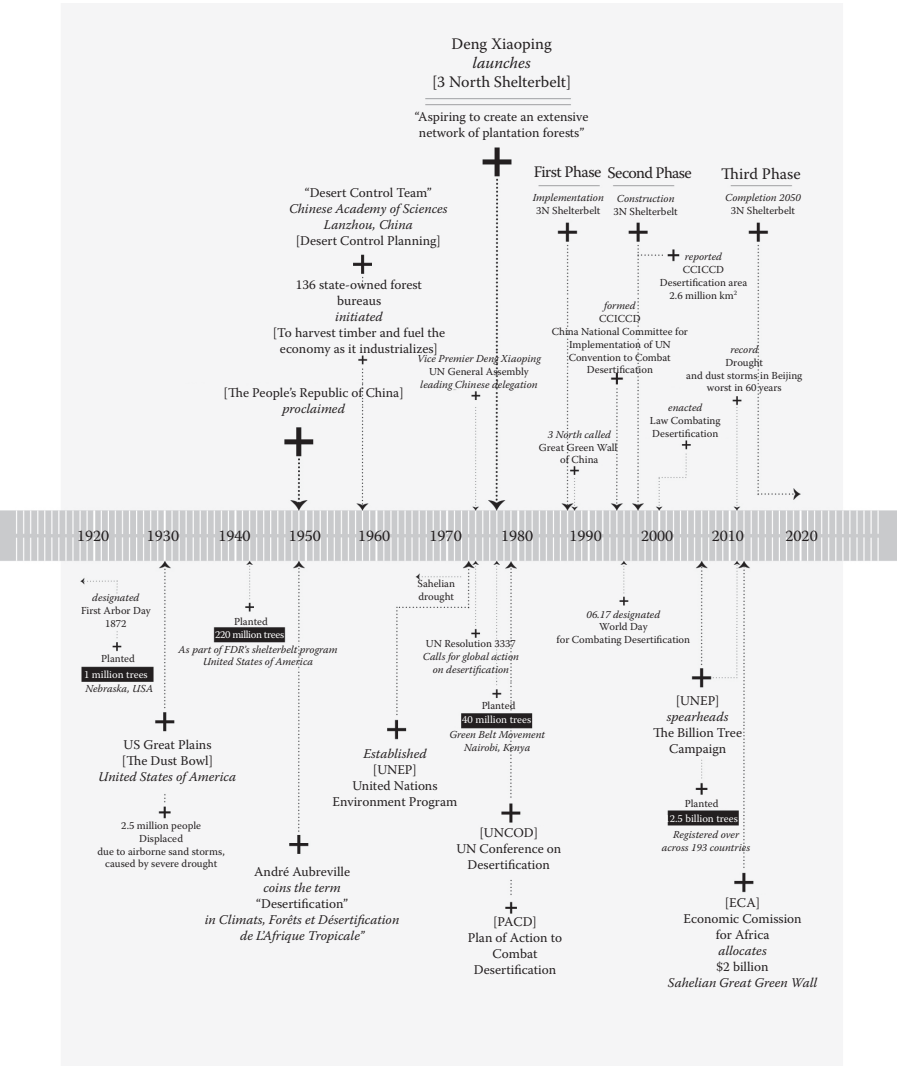 Deng Xiaoping
launches
[3 North Shelterbelt]
“Aspiring to create an extensive
network of plantation forests”
First Phase
Implementation
3N Shelterbelt
Second Phase
Construction
3N Shelterbelt
Third Phase
Completion 2050
3N Shelterbelt
“Desert Control Team”
Chinese Academy of Sciences
Lanzhou, China
[Desert Control Planning]
136 state-owned forest
bureaus
initiated
[To harvest timber and fuel the
economy as it industrializes]
reported
CCICCD
Desertification area
2.6 million km²
formed
CCICCD
China National Committee for
Implementation of UN
Convention to Combat
Desertification
Vice Premier Deng Xiaoping
UN General Assembly
leading Chinese delegation
record
Drought
and dust storms in Beijing
worst in 60 years
[The People’s Republic of China]
proclaimed
enacted
Law Combating
Desertification
3 North called
Great Green Wall
of China
1920 1930 1940 1950 1960 1970 1980 1990 2000 2010 2020
designated
First Arbor Day
1872
Planted
1 million trees
Nebraska, USA
Planted
220 million trees
As part of FDR’s shelterbelt program
United States of America
Sahelian
drought
UN Resolution 3337
Calls for global action
on desertification
06.17 designated
World Day
for Combating Desertification
Planted
40 million trees
Green Belt Movement
Nairobi, Kenya
[UNEP]
spearheads
The Billion Tree
Campaign
US Great Plains
[The Dust Bowl]
United States of America
Established
[UNEP]
United Nations
Environment Program
Planted
2.5 billion trees
Registered over
across 193 countries
2.5 million people
Displaced
due to airborne sand storms,
caused by severe drought
[UNCOD]
UN Conference on
Desertification
André Aubreville
coins the term
“Desertification”
in Climats, Forêts et Désertification
de L’Afrique Tropicale”
[PACD]
Plan of Action to
Combat
Desertification
[ECA]
Economic Comission
for Africa
allocates
$2 billion
Sahelian Great Green Wall